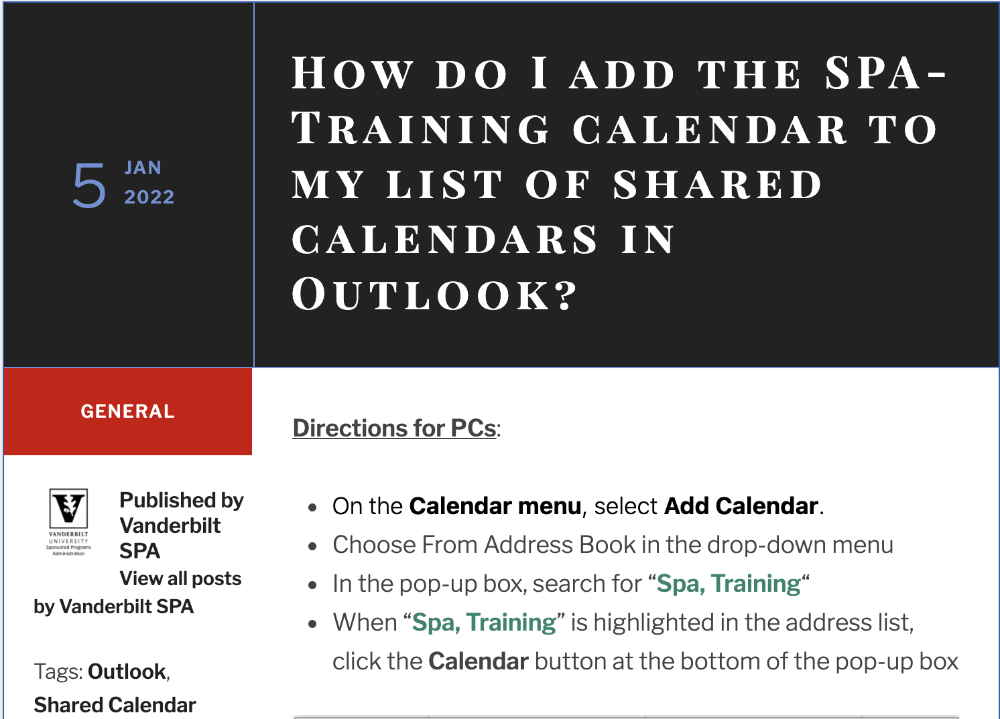 5
JAN
2022
How do I add the SPA-
Training calendar to
my list of shared
calendars in
Outlook?
GENERAL
VANDERBILT
UNIVERSITY
Sponsored Programs
Administration
Published by
Vanderbilt
SPA
View all posts
by Vanderbilt SPA
Tags: Outlook,
Shared Calendar
Directions for PCs:
• On the Calendar menu, select Add Calendar.
• Choose From Address Book in the drop-down menu
• In the pop-up box, search for “Spa, Training“
• When “Spa, Training” is highlighted in the address list,
click the Calendar button at the bottom of the pop-up box